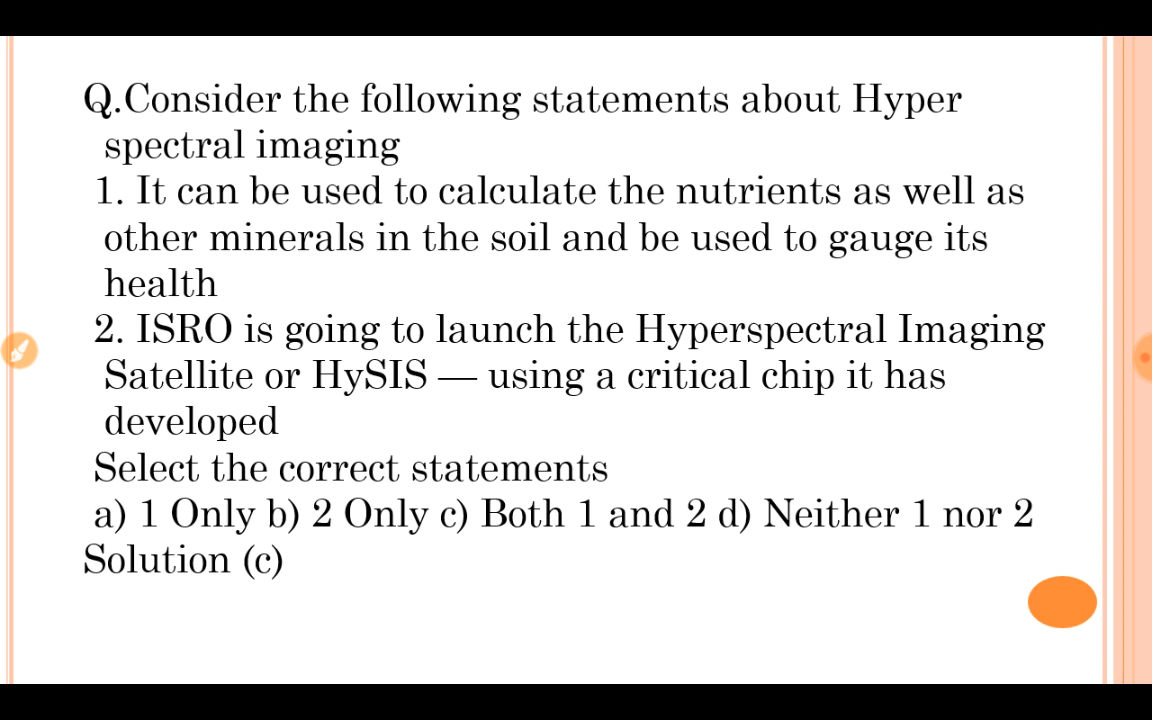 Q.Consider the following statements about Hyper
spectral imaging
1. It can be used to calculate the nutrients as well as
other minerals in the soil and be used to gauge its
health
2. ISRO is going to launch the Hyperspectral Imaging
Satellite or HySIS — using a critical chip it has
developed
Select the correct statements
a) 1 Only b) 2 Only c) Both 1 and 2 d) Neither 1 nor 2
Solution (c)